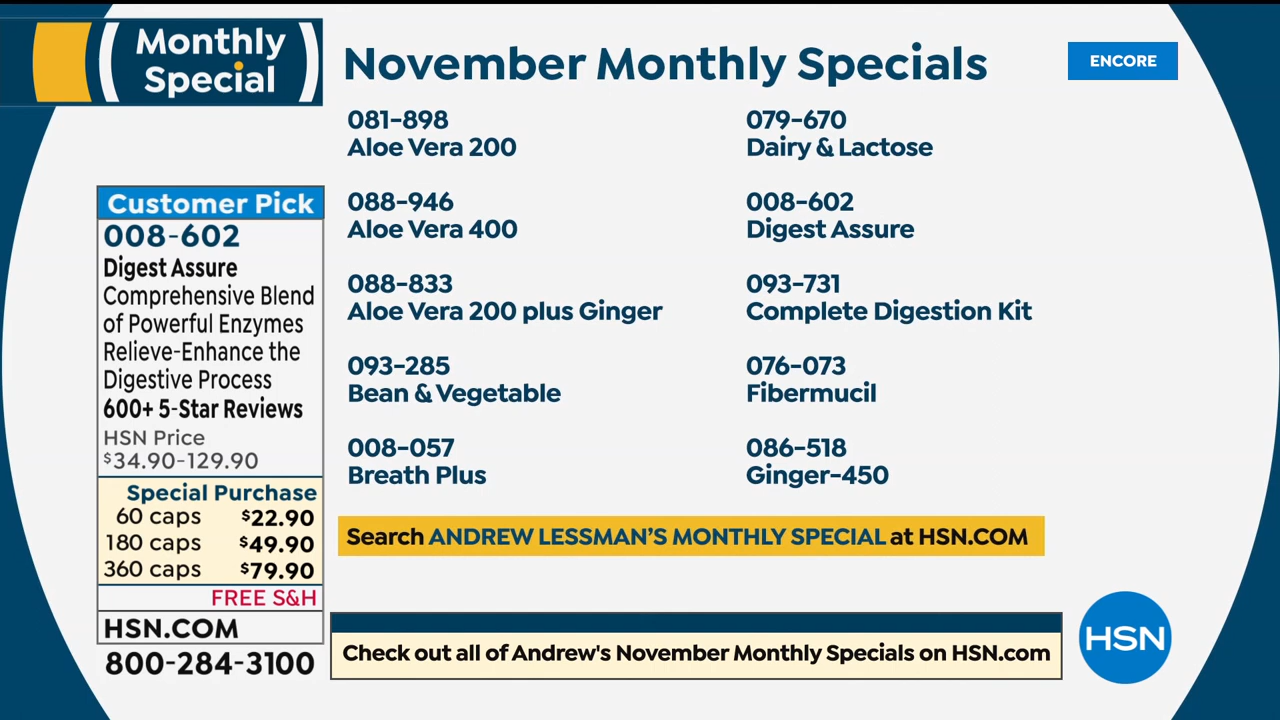 Monthly
Special
November Monthly Specials
ENCORE
081-898
Aloe Vera 200
088-946
Aloe Vera 400
088-833
Aloe Vera 200 plus Ginger
093-285
Bean & Vegetable
008-057
Breath Plus
079-670
Dairy & Lactose
008-602
Digest Assure
093-731
Complete Digestion Kit
076-073
Fibermucil
086-518
Ginger-450
Customer Pick
008-602
Digest Assure
Comprehensive Blend
of Powerful Enzymes
Relieve-Enhance the
Digestive Process
600+ 5-Star Reviews
HSN Price
$34.90-129.90
Special Purchase
60 caps $22.90
180 caps $49.90
360 caps $79.90
FREE S&H
HSN.COM
800-284-3100
Search ANDREW LESSMAN'S MONTHLY SPECIAL at HSN.COM
Check out all of Andrew's November Monthly Specials on HSN.com
HSN